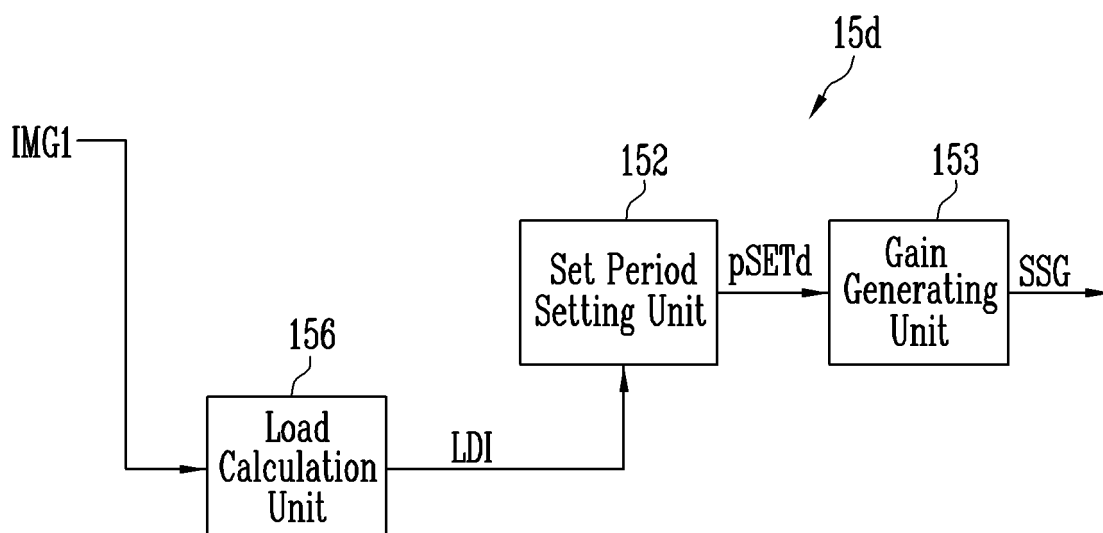 15d
IMG1
152
153
Set Period
Setting Unit
pSETd
Gain
Generating
Unit
SSG
156
Load
Calculation
Unit
LDI